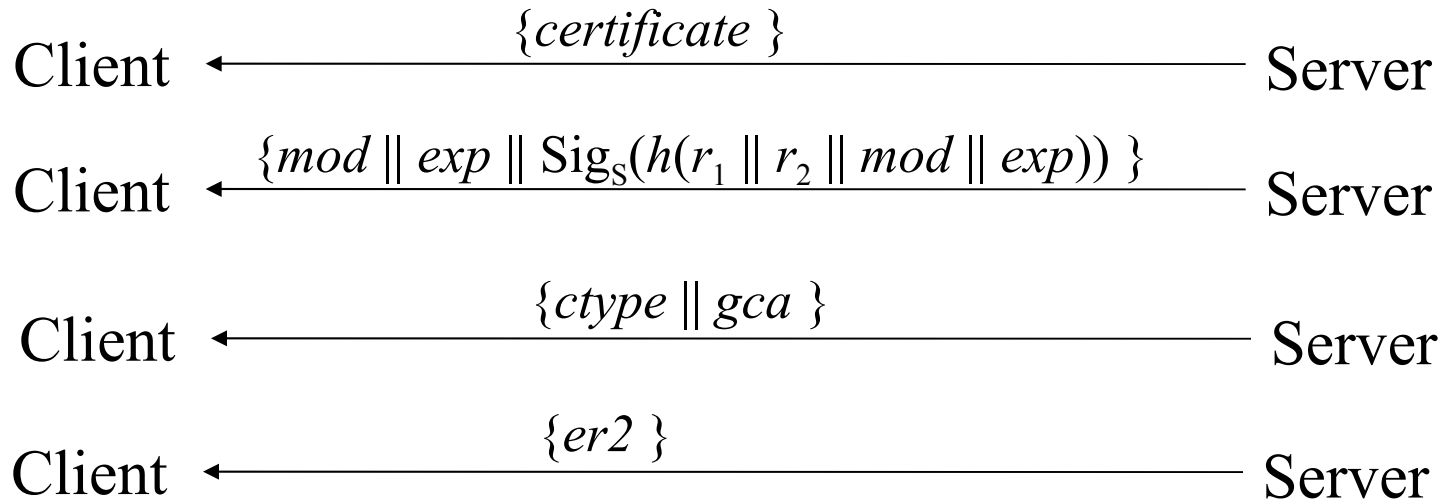 {certificate }
Client Server
{mod || exp || Sig_S(h(r_1 || r_2 || mod || exp)) }
Client Server
{ctype || gca }
Client Server
{er2 }
Client Server